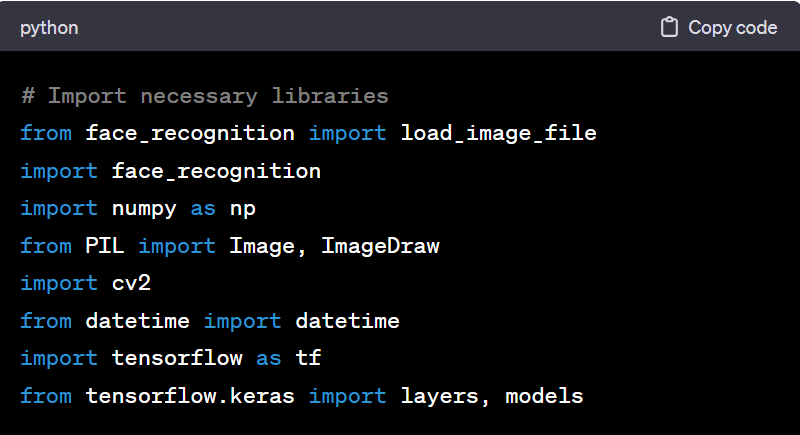 python Copy code
# Import necessary libraries
from face_recognition import load_image_file
import face_recognition
import numpy as np
from PIL import Image, ImageDraw
import cv2
from datetime import datetime
import tensorflow as tf
from tensorflow.keras import layers, models